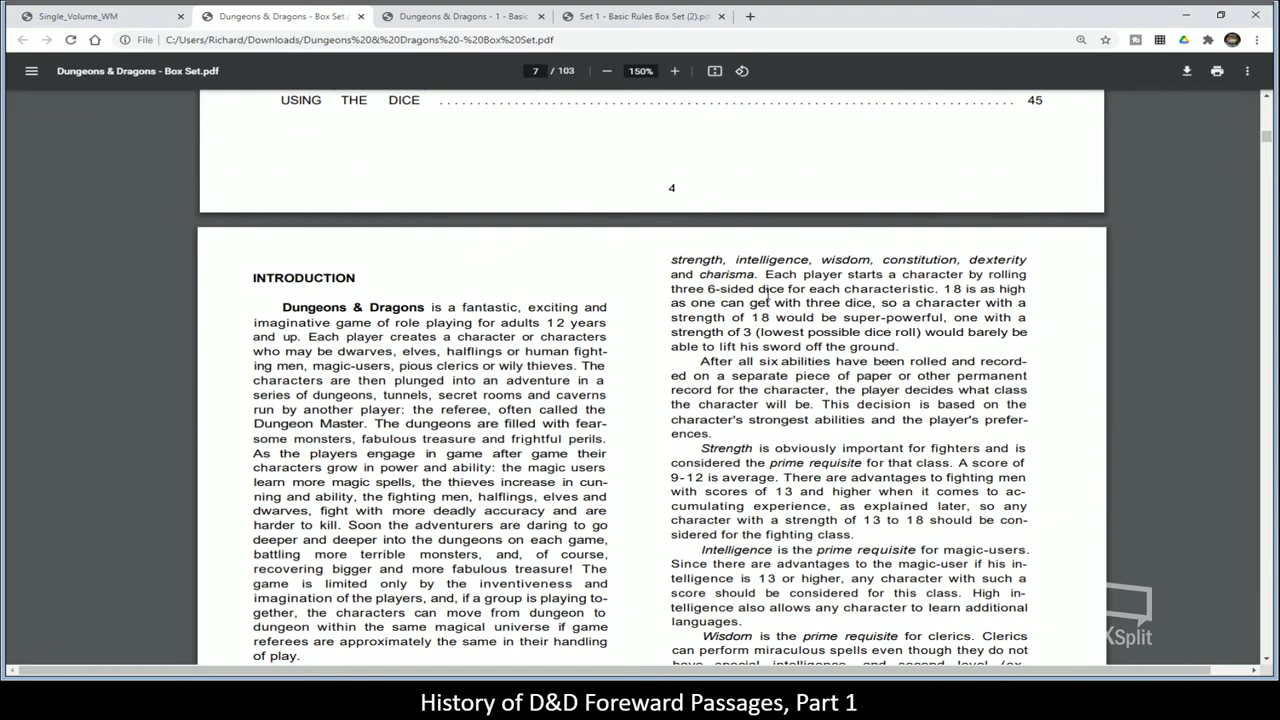 Single_Volume_WM
Dungeons & Dragons - Box Set.p
Dungeons & Dragons - 1 - Basic
Set 1 - Basic Rules Box Set (2).pd
File
C:/Users/Richard/Downloads/Dungeons%20&%20Dragons%20-%20Box%20Set.pdf
Dungeons & Dragons - Box Set.pdf
7 / 103
150%
USING THE DICE ........................................................................................ 45
4
INTRODUCTION
Dungeons & Dragons is a fantastic, exciting and
imaginative game of role playing for adults 12 years
and up. Each player creates a character or characters
who may be dwarves, elves, halflings or human fight-
ing men, magic-users, pious clerics or wily thieves. The
characters are then plunged into an adventure in a
series of dungeons, tunnels, secret rooms and caverns
run by another player: the referee, often called the
Dungeon Master. The dungeons are filled with fear-
some monsters, fabulous treasure and frightful perils.
As the players engage in game after game their
characters grow in power and ability: the magic users
learn more magic spells, the thieves increase in cun-
ning and ability, the fighting men, halflings, elves and
dwarves, fight with more deadly accuracy and are
harder to kill. Soon the adventurers are daring to go
deeper and deeper into the dungeons on each game,
battling more terrible monsters, and, of course,
recovering bigger and more fabulous treasure! The
game is limited only by the inventiveness and
imagination of the players, and, if a group is playing to-
gether, the characters can move from dungeon to
dungeon within the same magical universe if game
referees are approximately the same in their handling
of play.
strength, intelligence, wisdom, constitution, dexterity
and charisma. Each player starts a character by rolling
three 6-sided dice for each characteristic. 18 is as high
as one can get with three dice, so a character with a
strength of 18 would be super-powerful, one with a
strength of 3 (lowest possible dice roll) would barely be
able to lift his sword off the ground.
After all six abilities have been rolled and record-
ed on a separate piece of paper or other permanent
record for the character, the player decides what class
the character will be. This decision is based on the
character's strongest abilities and the player's prefer-
ences.
Strength is obviously important for fighters and is
considered the prime requisite for that class. A score of
9-12 is average. There are advantages to fighting men
with scores of 13 and higher when it comes to ac-
cumulating experience, as explained later, so any
character with a strength of 13 to 18 should be con-
sidered for the fighting class.
Intelligence is the prime requisite for magic-users.
Since there are advantages to the magic-user if his in-
telligence is 13 or higher, any character with such a
score should be considered for this class. High in-
telligence also allows any character to learn additional
languages.
Wisdom is the prime requisite for clerics. Clerics
can perform miraculous spells even though they do not
have special intelligence, and second level (ex-
XSplit
History of D&D Foreward Passages, Part 1